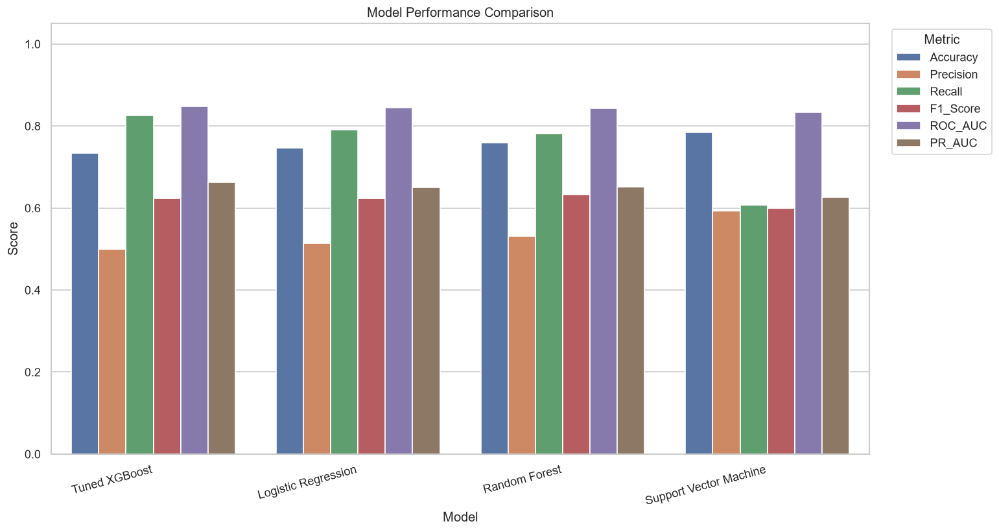 Model Performance Comparison
Score
1.0
0.8
0.6
0.4
0.2
0.0
Tuned XGBoost
Logistic Regression
Random Forest
Support Vector Machine
Model
Metric
Accuracy
Precision
Recall
F1_Score
ROC_AUC
PR_AUC